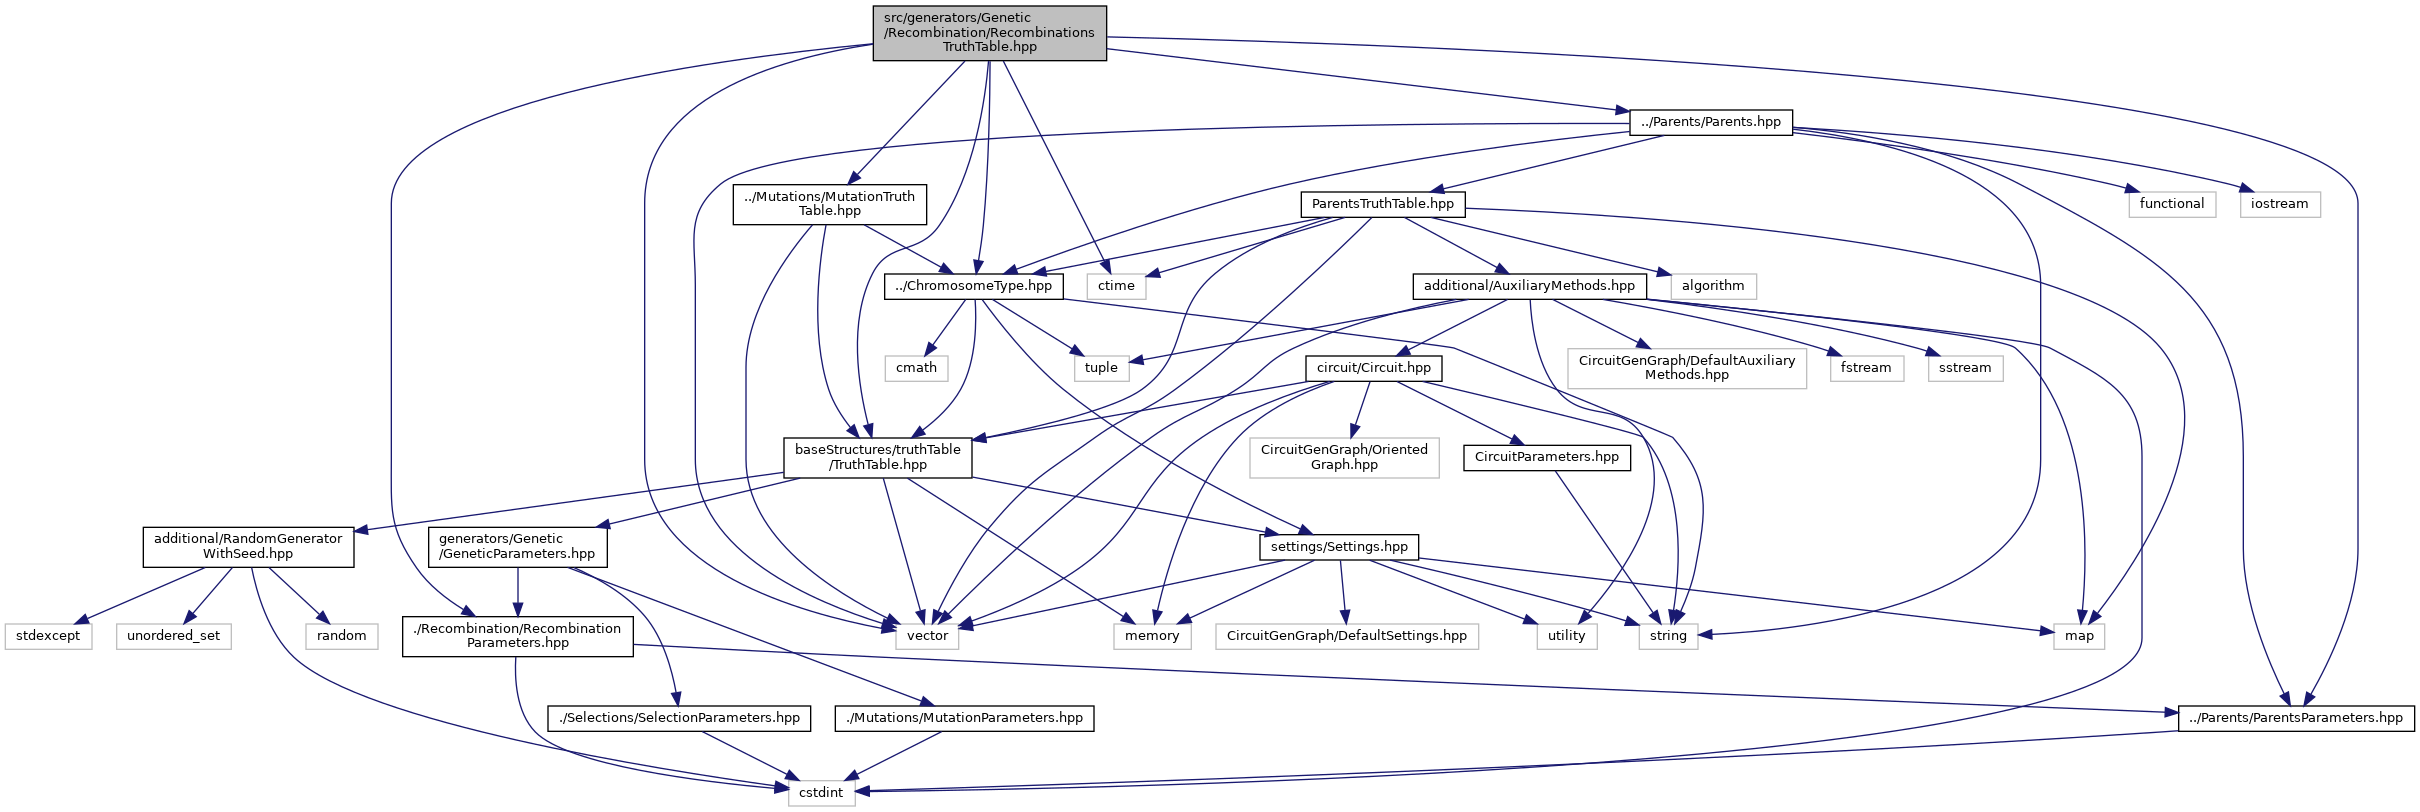 src/generators/Genetic
/Recombination/Recombinations
TruthTable.hpp
../Parents/Parents.hpp
../Mutations/MutationTruth
Table.hpp
ParentsTruthTable.hpp
functional
iostream
../ChromosomeType.hpp
ctime
additional/AuxiliaryMethods.hpp
algorithm
cmath
tuple
circuit/Circuit.hpp
CircuitGenGraph/DefaultAuxiliary
Methods.hpp
fstream
sstream
baseStructures/truthTable
/TruthTable.hpp
CircuitGenGraph/Oriented
Graph.hpp
CircuitParameters.hpp
additional/RandomGenerator
WithSeed.hpp
generators/Genetic
/GeneticParameters.hpp
settings/Settings.hpp
stdexcept
unordered_set
random
./Recombination/Recombination
Parameters.hpp
vector
memory
CircuitGenGraph/DefaultSettings.hpp
utility
string
map
./Selections/SelectionParameters.hpp
./Mutations/MutationParameters.hpp
../Parents/ParentsParameters.hpp
cstdint